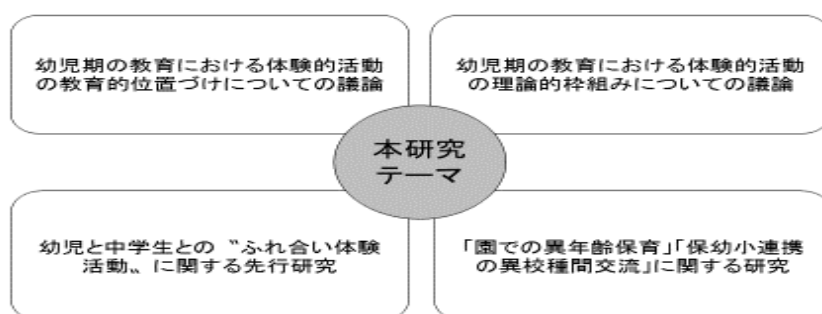 幼児期の教育における体験的活動
の教育的位置づけについての議論
幼児期の教育における体験的活動
の理論的枠組みについての議論
本研究
テーマ
幼児と中学生との〝ふれ合い体験
活動〟に関する先行研究
「園での異年齢保育」「保幼小連携
の異校種間交流」に関する研究